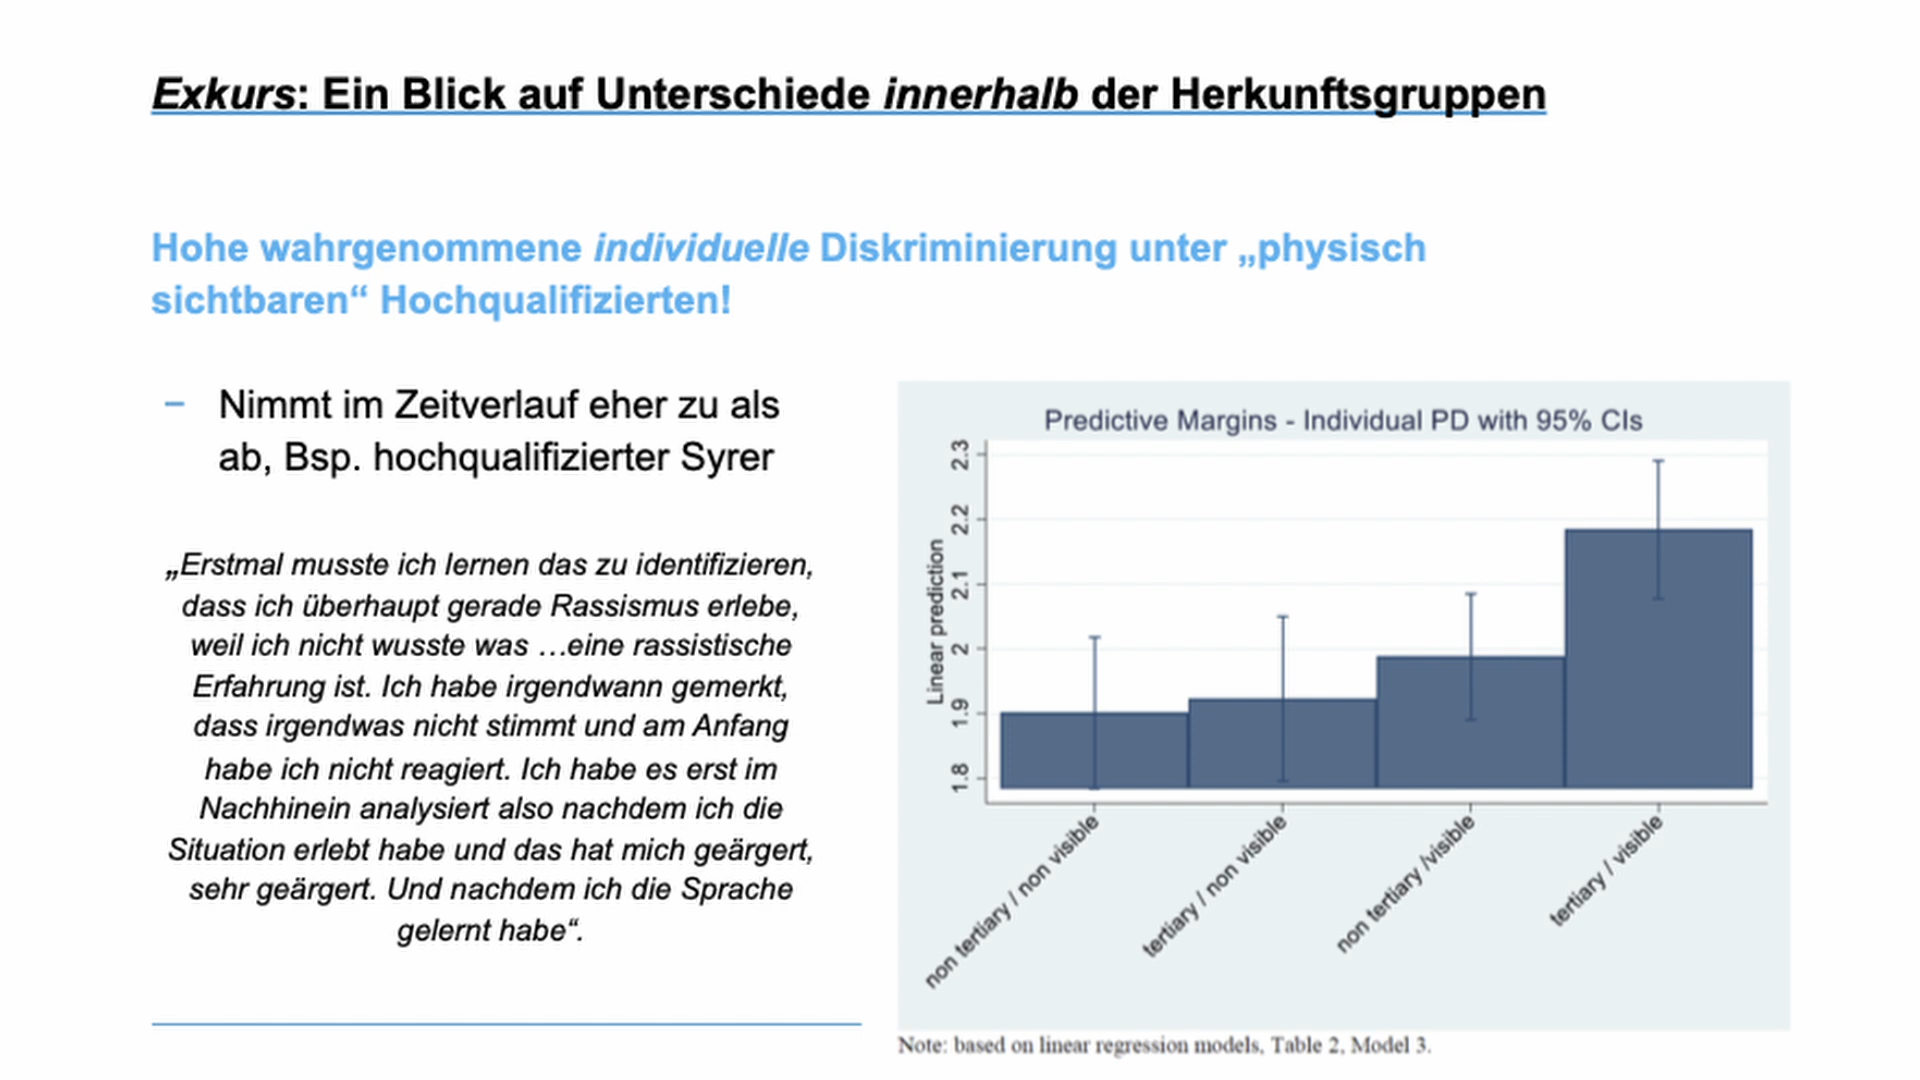 Exkurs: Ein Blick auf Unterschiede innerhalb der Herkunftsgruppen
Hohe wahrgenommene individuelle Diskriminierung unter „physisch
sichtbaren“ Hochqualifizierten!
– Nimmt im Zeitverlauf eher zu als
ab, Bsp. hochqualifizierter Syrer
„Erstmal musste ich lernen das zu identifizieren,
dass ich überhaupt gerade Rassismus erlebe,
weil ich nicht wusste was …eine rassistische
Erfahrung ist. Ich habe irgendwann gemerkt,
dass irgendwas nicht stimmt und am Anfang
habe ich nicht reagiert. Ich habe es erst im
Nachhinein analysiert also nachdem ich die
Situation erlebt habe und das hat mich geärgert,
sehr geärgert. Und nachdem ich die Sprache
gelernt habe“.
Predictive Margins - Individual PD with 95% CIs
Linear prediction
2.3
2.2
2.1
2
1.9
1.8
non tertiary / non visible
tertiary / non visible
non tertiary /visible
tertiary / visible
Note: based on linear regression models, Table 2, Model 3.